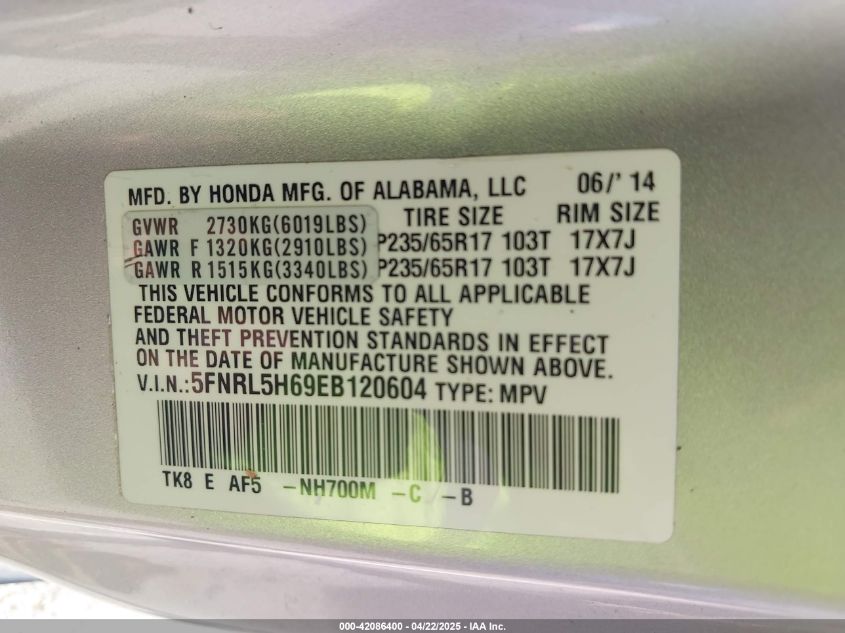 MFD. BY HONDA MFG. OF ALABAMA, LLC 06/' 14
GVWR 2730KG(6019LBS) TIRE SIZE RIM SIZE
GAWR F 1320KG(2910LBS) P235/65R17 103T 17X7J
GAWR R 1515KG(3340LBS) P235/65R17 103T 17X7J
THIS VEHICLE CONFORMS TO ALL APPLICABLE
FEDERAL MOTOR VEHICLE SAFETY
AND THEFT PREVENTION STANDARDS IN EFFECT
ON THE DATE OF MANUFACTURE SHOWN ABOVE.
V.I.N.:5FNRL5H69EB120604 TYPE: MPV
TK8 E AF5 -NH700M -C -B
000-42086400 - 04/22/2025 - IAA Inc.